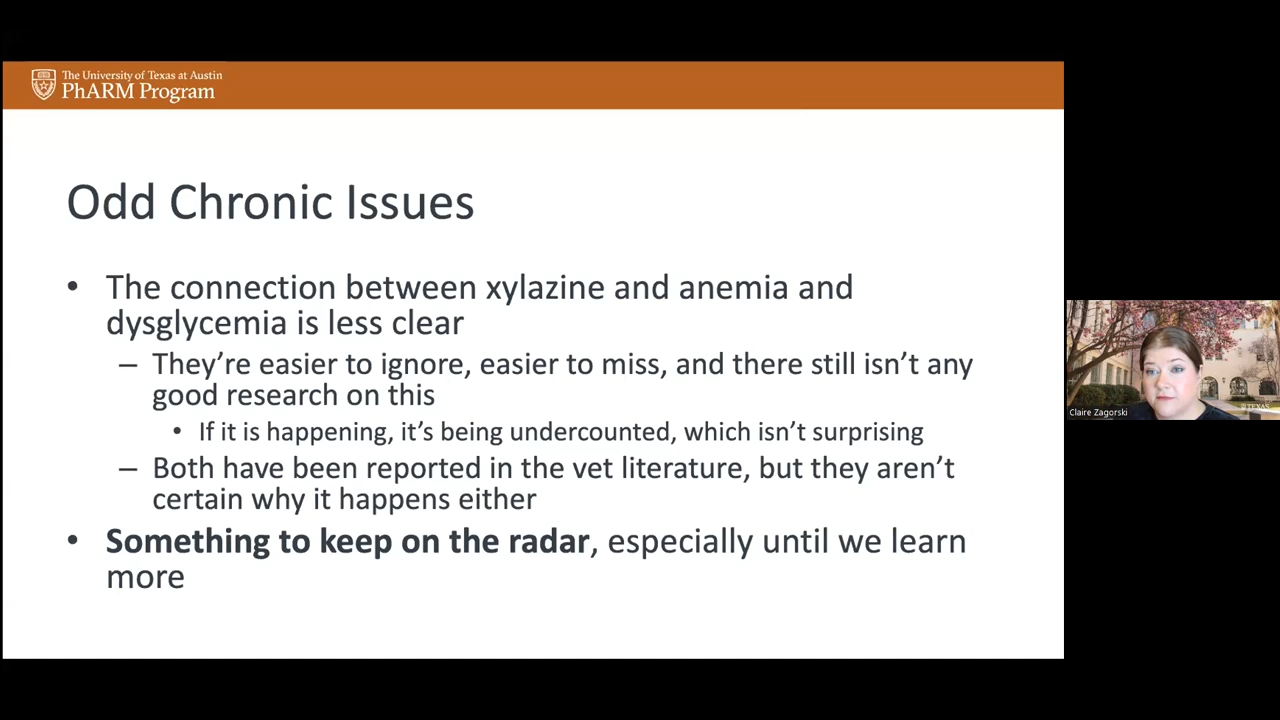 The University of Texas at Austin
PhARM Program
Odd Chronic Issues
• The connection between xylazine and anemia and
dysglycemia is less clear
– They’re easier to ignore, easier to miss, and there still isn’t any
good research on this
• If it is happening, it’s being undercounted, which isn’t surprising
– Both have been reported in the vet literature, but they aren’t
certain why it happens either
• Something to keep on the radar, especially until we learn
more
Claire Zagorski
TEXAS